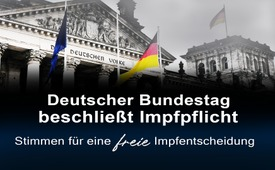 DEM DEUTSCHEN VOLKE
Deutscher Bundestag
beschließt Impfpflicht
Stimmen für eine freie Impfentscheidung